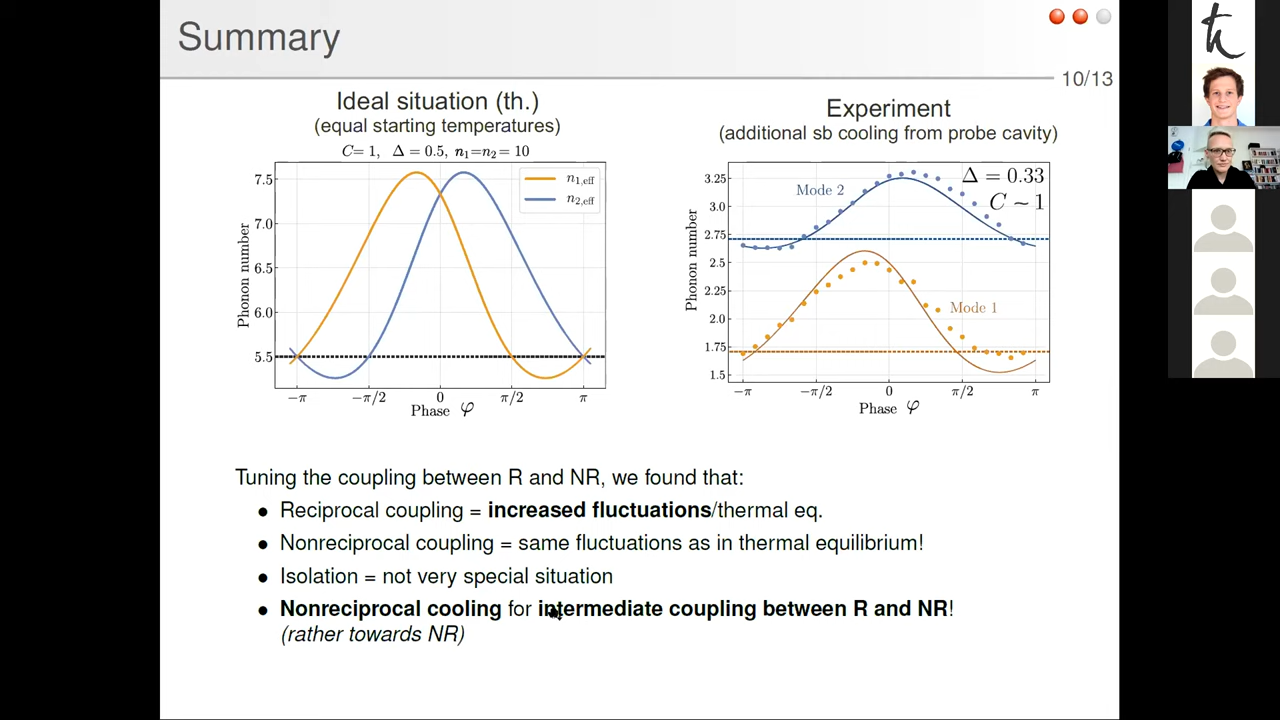 Summary
10/13
Ideal situation (th.)
(equal starting temperatures)
C= 1, Δ = 0.5, n₁=n₂= 10
7.5
7.0
6.5
6.0
5.5
Phonon number
n₁,eff
n₂,eff
−π −π/2 0 π/2 π
Phase φ
Experiment
(additional sb cooling from probe cavity)
3.25
3.0
2.75
2.5
2.25
2.0
1.75
1.5
Phonon number
Mode 2
Δ = 0.33
C ∼ 1
Mode 1
−π −π/2 0 π/2 π
Phase φ
Tuning the coupling between R and NR, we found that:
● Reciprocal coupling = increased fluctuations/thermal eq.
● Nonreciprocal coupling = same fluctuations as in thermal equilibrium!
● Isolation = not very special situation
● Nonreciprocal cooling for intermediate coupling between R and NR!
(rather towards NR)